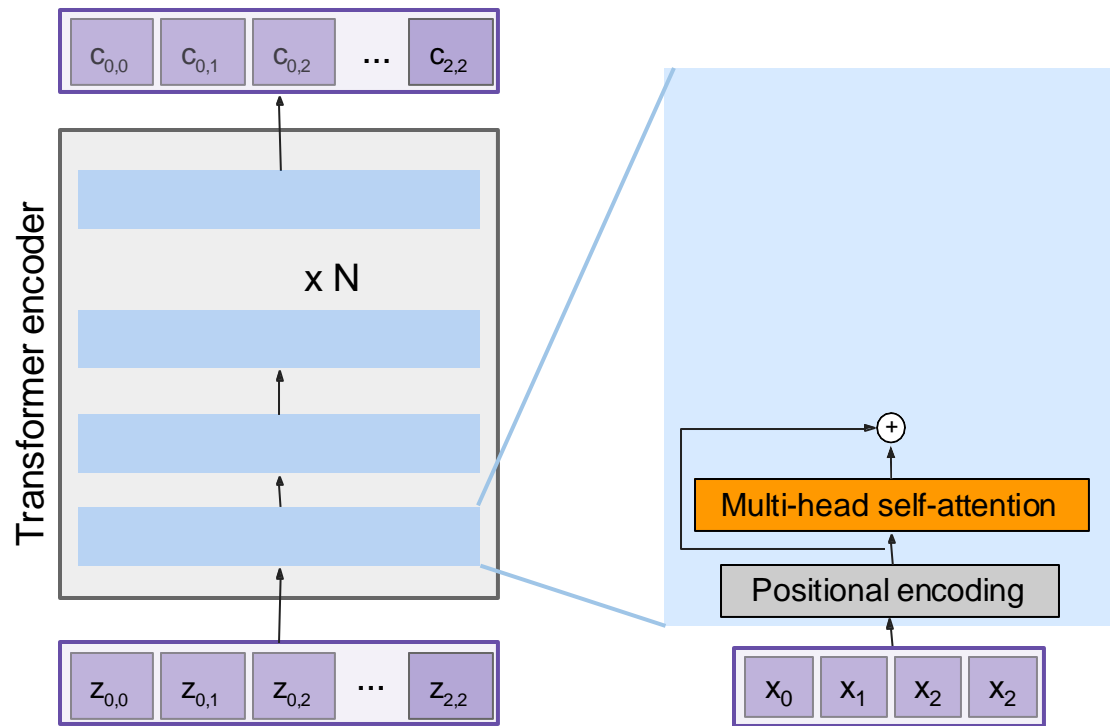 c0,0 c0,1 c0,2 ... c2,2
Transformer encoder
x N
z0,0 z0,1 z0,2 ... z2,2
+
Multi-head self-attention
Positional encoding
x0 x1 x2 x2